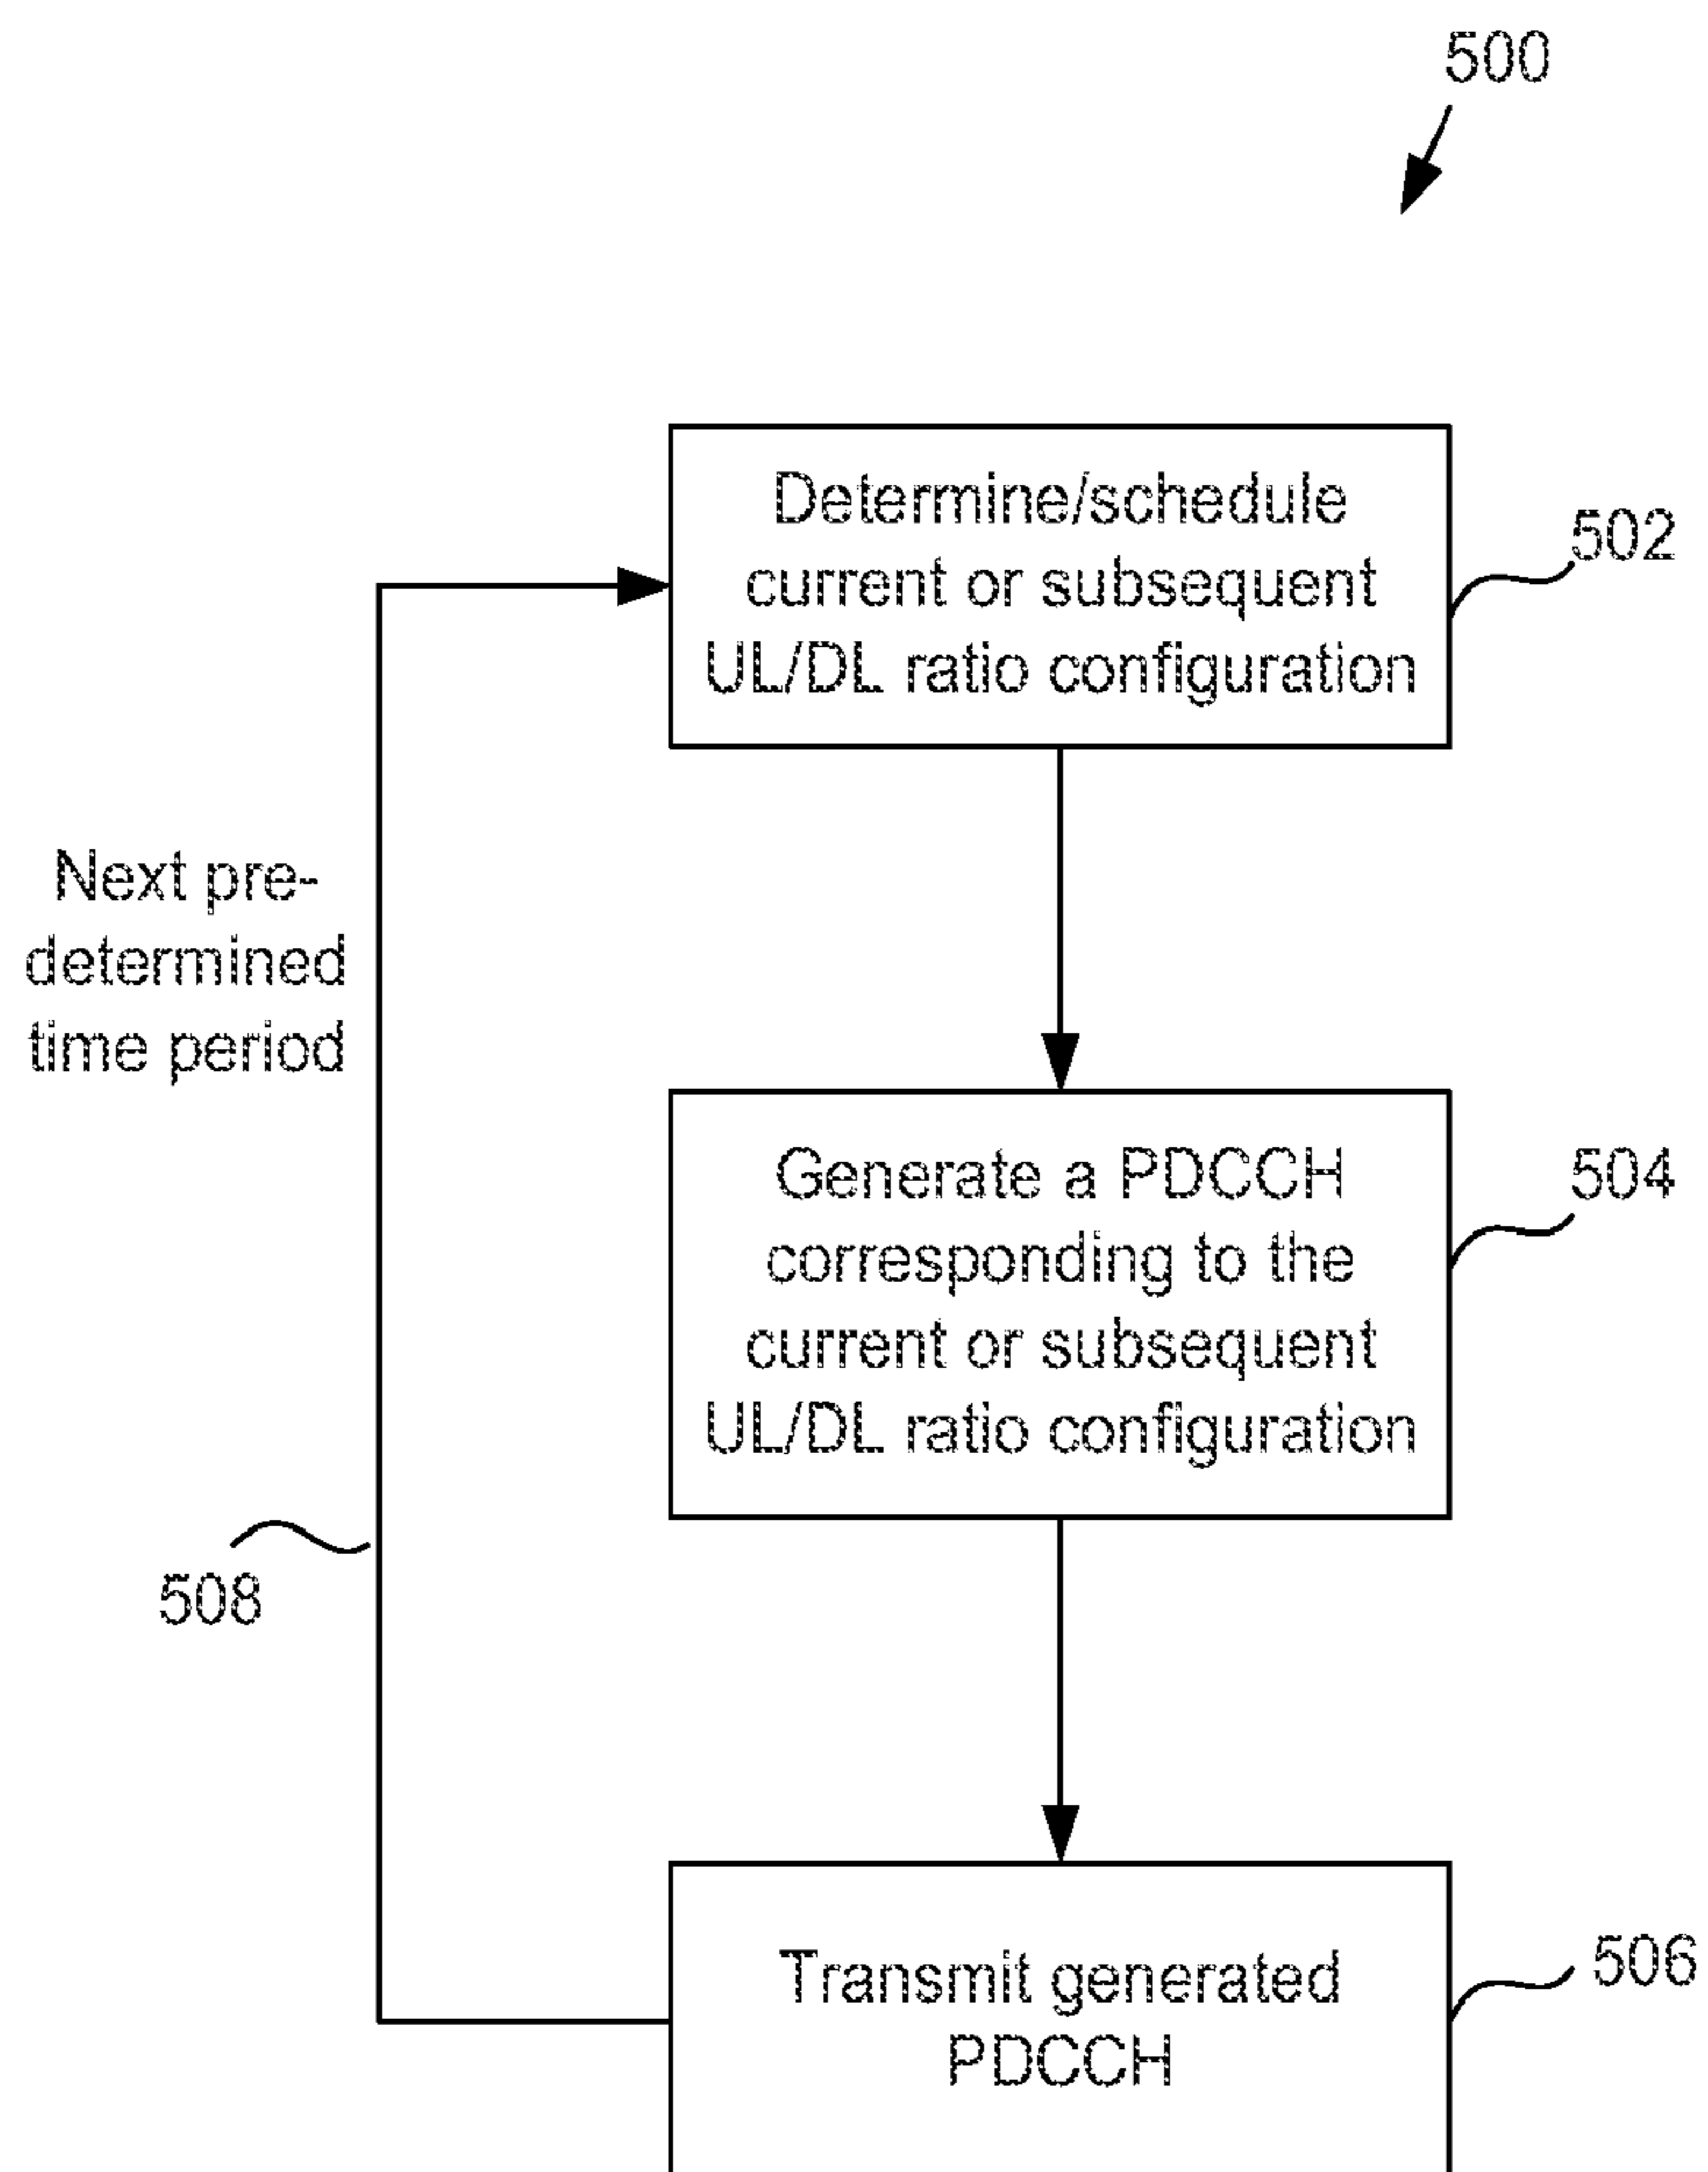 500
Determine/schedule
current or subsequent
UL/DL ratio configuration
502
Next pre-
determined
time period
Generate a PDCCH
corresponding to the
current or subsequent
UL/DL ratio configuration
504
508
Transmit generated
PDCCH
506